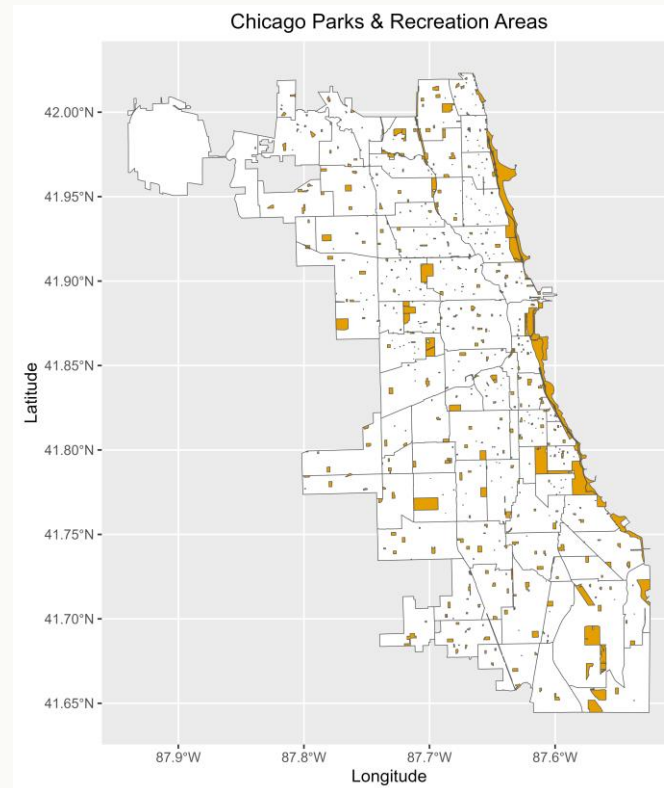 Chicago Parks & Recreation Areas
42.00°N
41.95°N
41.90°N
41.85°N
Latitude
41.80°N
41.75°N
41.70°N
41.65°N
87.9°W 87.8°W 87.7°W 87.6°W
Longitude